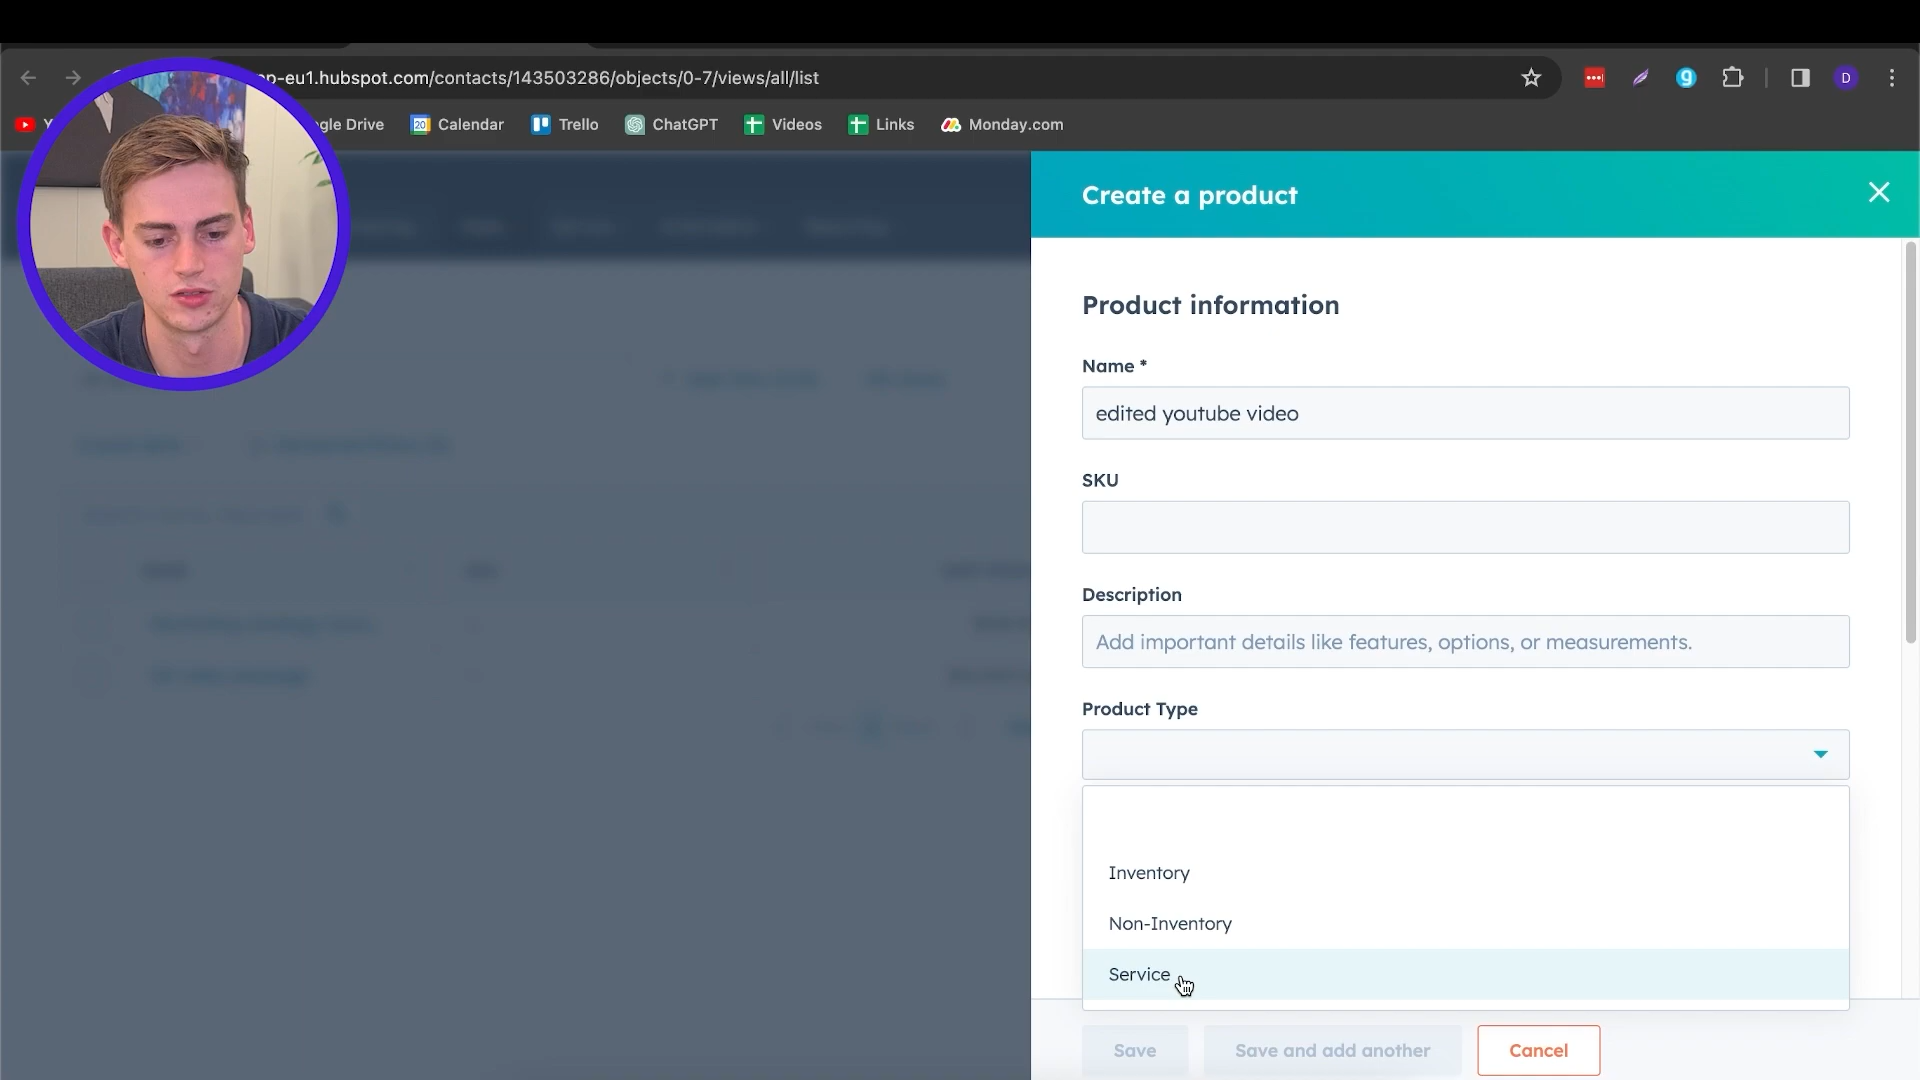 pp-eu1.hubspot.com/contacts/143503286/objects/0-7/views/all/list
D
Y
gle Drive
20
Calendar
Trello
ChatGPT
Videos
Links
Monday.com
Create a product
Product information
Name *
edited youtube video
SKU
Description
Add important details like features, options, or measurements.
Product Type
Inventory
Non-Inventory
Service
Save
Save and add another
Cancel